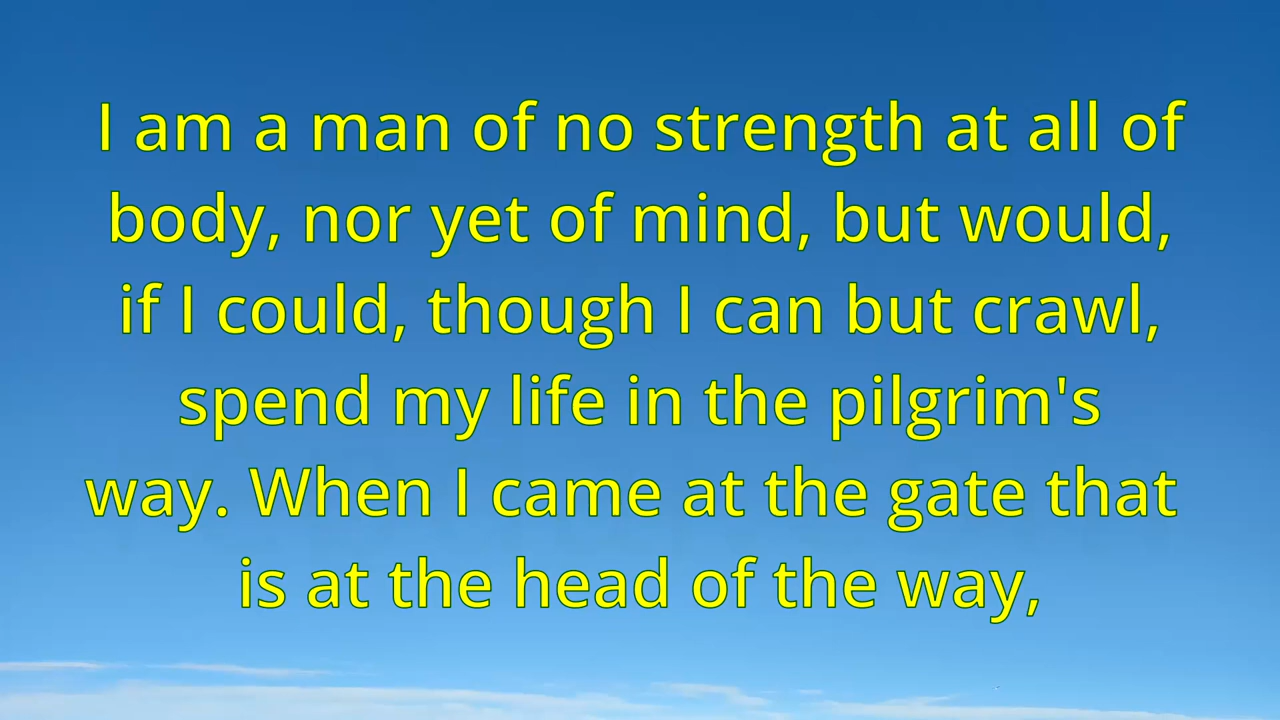 I am a man of no strength at all of
body, nor yet of mind, but would,
if I could, though I can but crawl,
spend my life in the pilgrim's
way. When I came at the gate that
is at the head of the way,